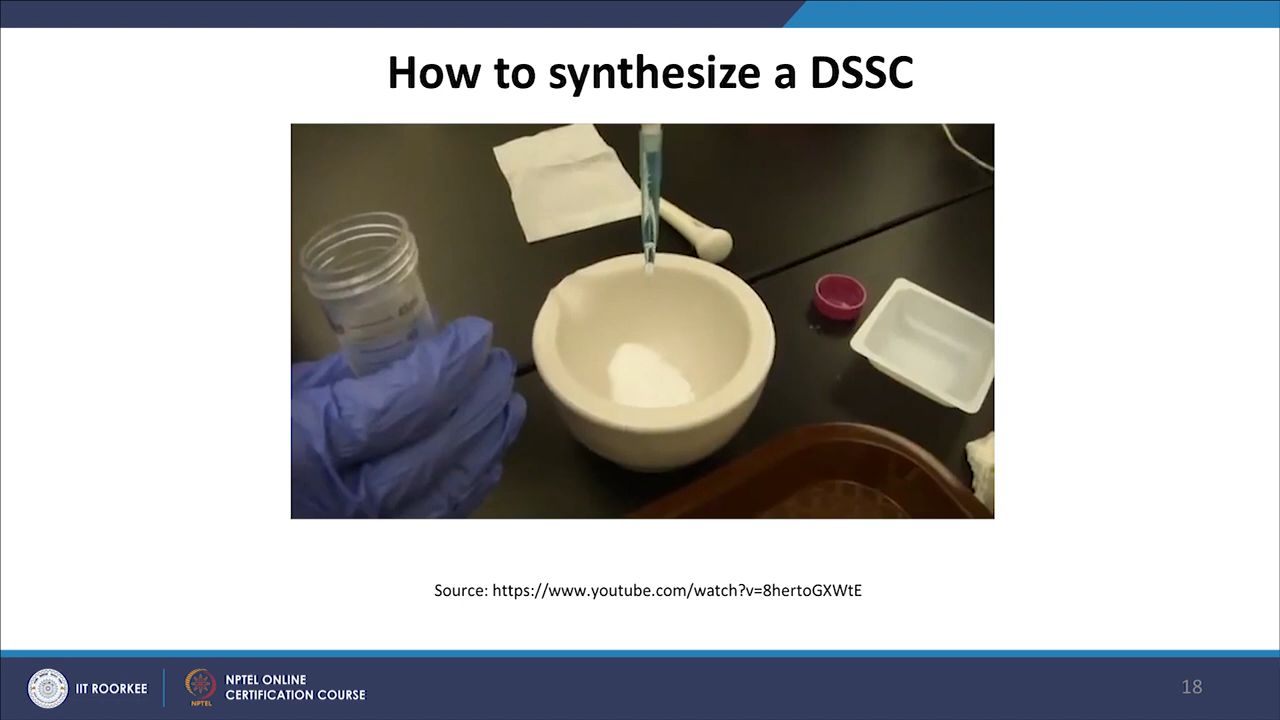 How to synthesize a DSSC
Source: https://www.youtube.com/watch?v=8hertoGXWtE
IIT ROORKEE
NPTEL
NPTEL ONLINE
CERTIFICATION COURSE
18